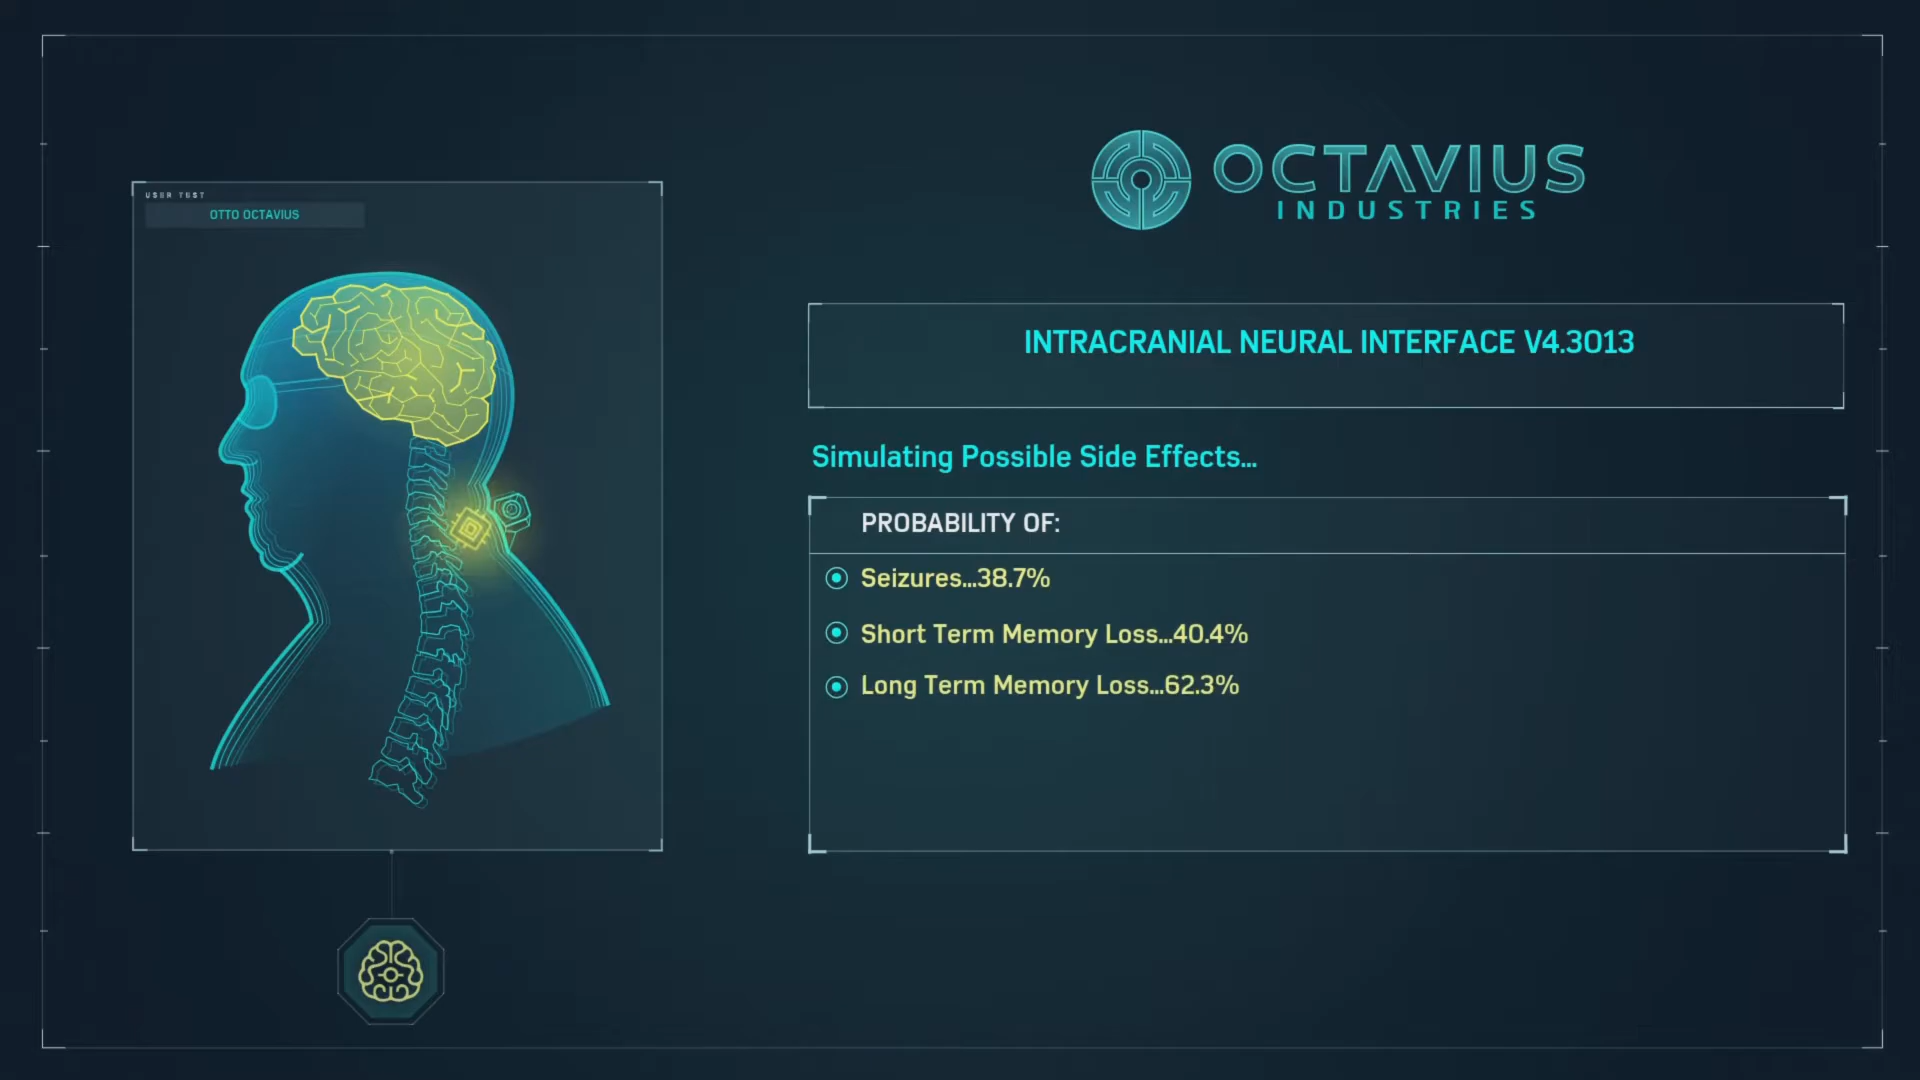 USER TEST
OTTO OCTAVIUS
OCTAVIUS
INDUSTRIES
INTRACRANIAL NEURAL INTERFACE V4.3013
Simulating Possible Side Effects...
PROBABILITY OF:
Seizures...38.7%
Short Term Memory Loss...40.4%
Long Term Memory Loss...62.3%